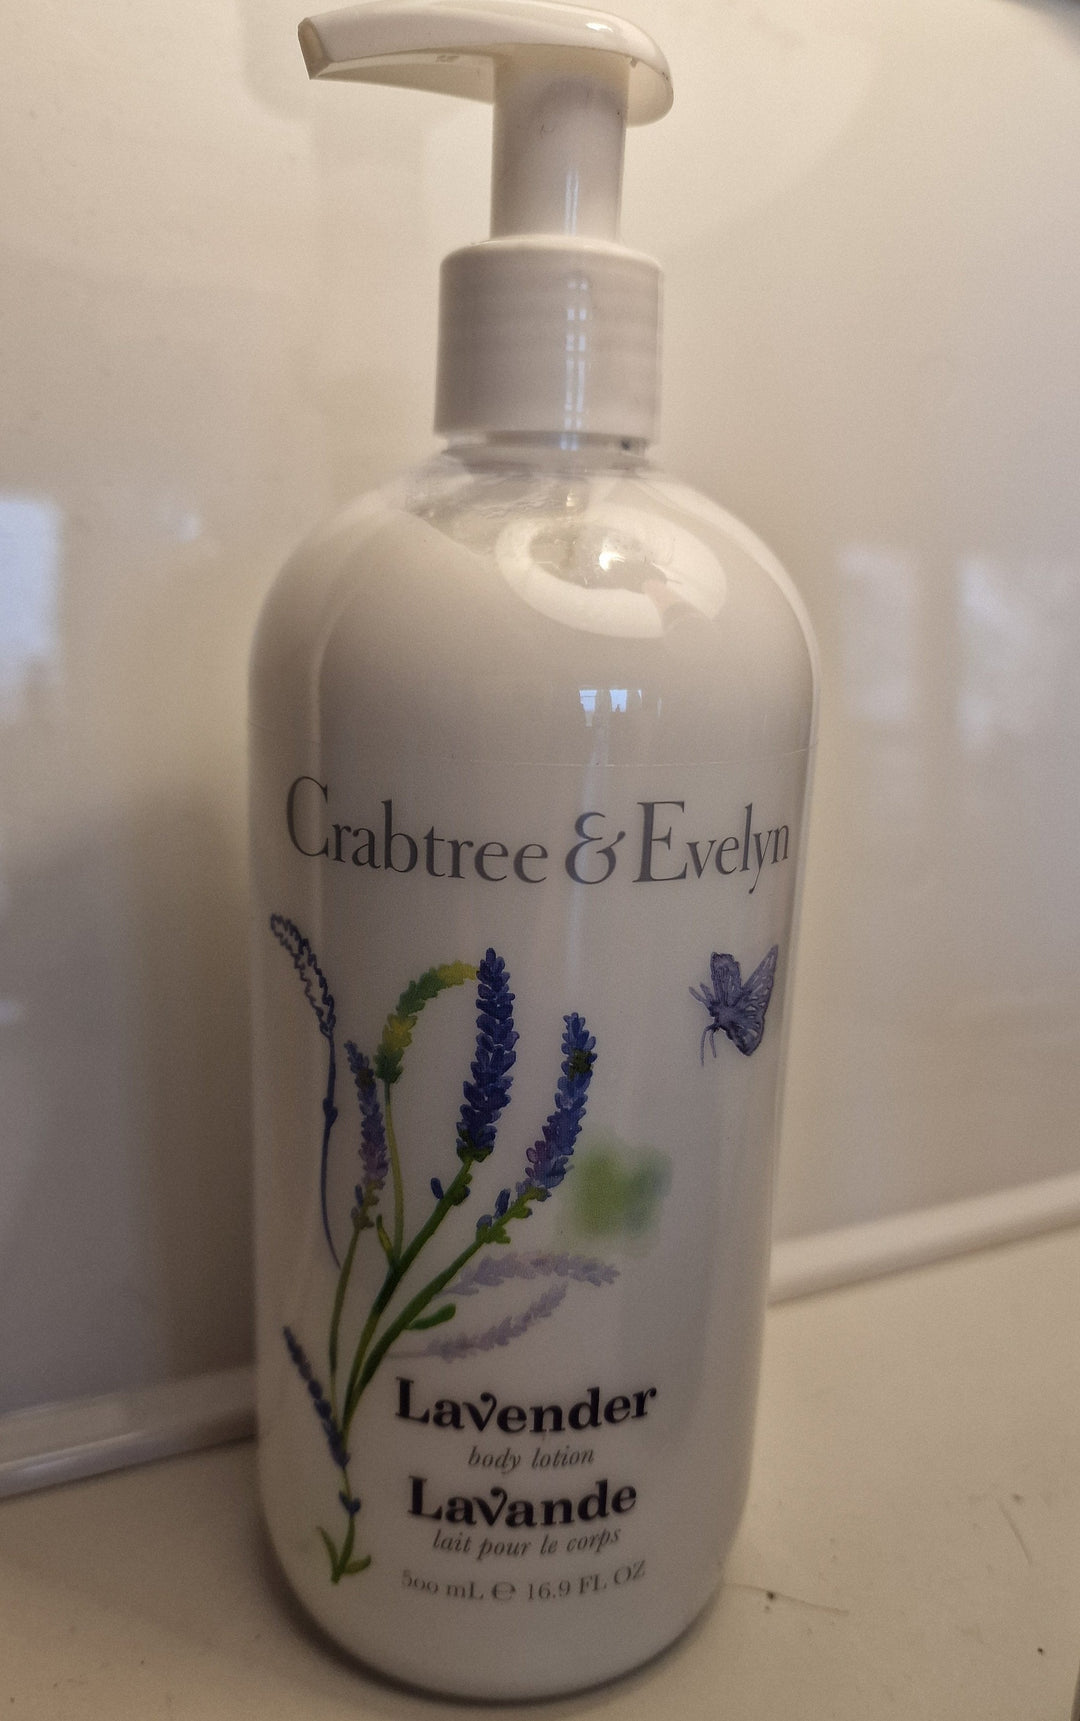 Crabtree & Evelyn
Lavender
body lotion
Lavande
lait pour le corps
500 mL ℮ 16.9 FL OZ